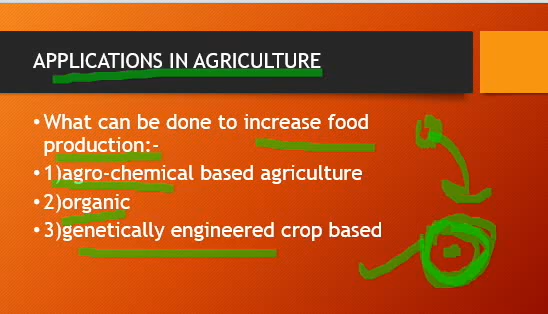 APPLICATIONS IN AGRICULTURE
• What can be done to increase food
production:-
• 1)agro-chemical based agriculture
• 2)organic
• 3)genetically engineered crop based